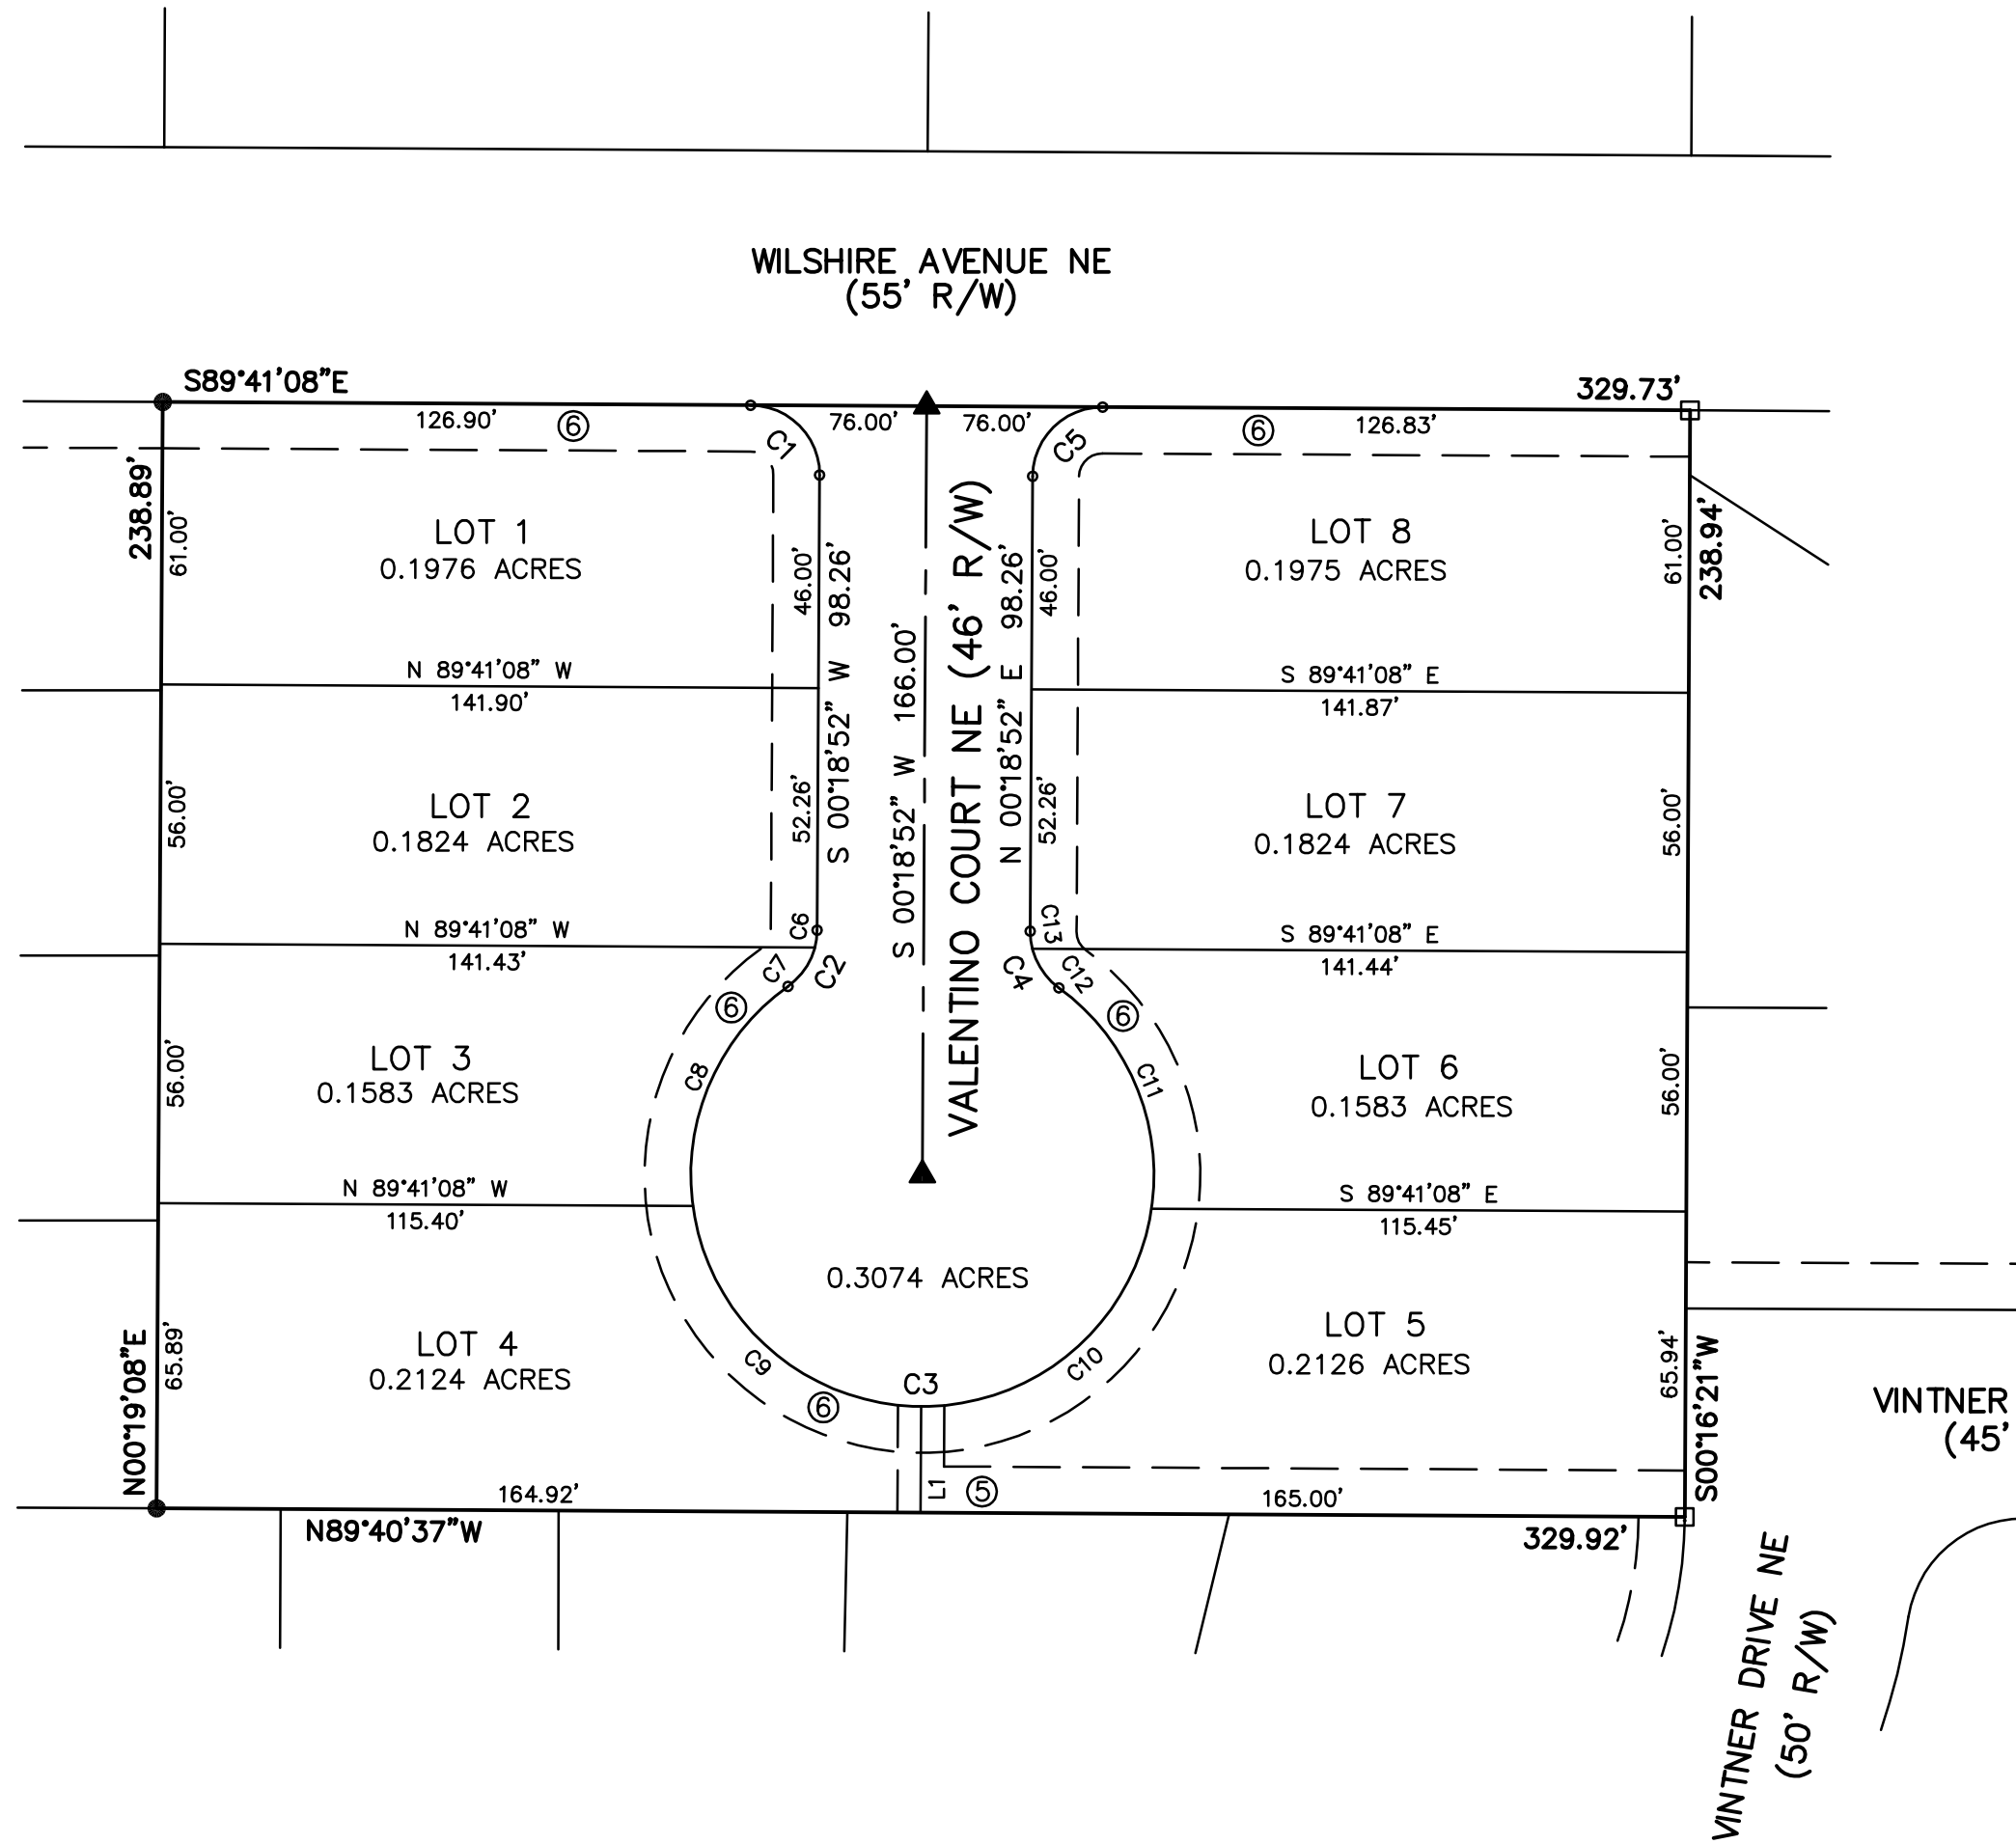 WILSHIRE AVENUE NE
(55' R/W)
S89°41'08"E
329.73'
126.90'
⑥
76.00'
76.00'
⑥
126.83'
C1
C5
238.89'
61.00'
LOT 1
0.1976 ACRES
46.00'
S 00°18'52" W 98.26'
S 00°18'52" W 166.00'
VALENTINO COURT NE (46' R/W)
N 00°18'52" E 98.26'
46.00'
LOT 8
0.1975 ACRES
61.00'
238.94'
N 89°41'08" W
141.90'
S 89°41'08" E
141.87'
56.00'
LOT 2
0.1824 ACRES
52.26'
52.26'
LOT 7
0.1824 ACRES
56.00'
C6
C13
N 89°41'08" W
141.43'
S 89°41'08" E
141.44'
C7
C2
C4
C12
⑥
⑥
56.00'
LOT 3
0.1583 ACRES
C8
C11
LOT 6
0.1583 ACRES
56.00'
N 89°41'08" W
115.40'
S 89°41'08" E
115.45'
0.3074 ACRES
N00°19'08"E
65.89'
LOT 4
0.2124 ACRES
C9
C3
C10
⑥
LOT 5
0.2126 ACRES
65.94'
S00°16'21"W
VINTNER
(45'
L1
⑤
164.92'
165.00'
N89°40'37"W
329.92'
VINTNER DRIVE NE
(50' R/W)